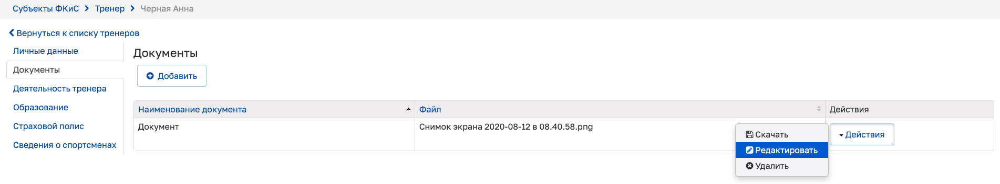 Субъекты ФКиС Тренер Черная Анна
Вернуться к списку тренеров
Личные данные
Документы
Деятельность тренера
Образование
Страховой полис
Сведения о спортсменах
Документы
Добавить
Наименование документа Файл Действия
Документ Снимок экрана 2020-08-12 в 08.40.58.png Действия
Скачать
Редактировать
Удалить